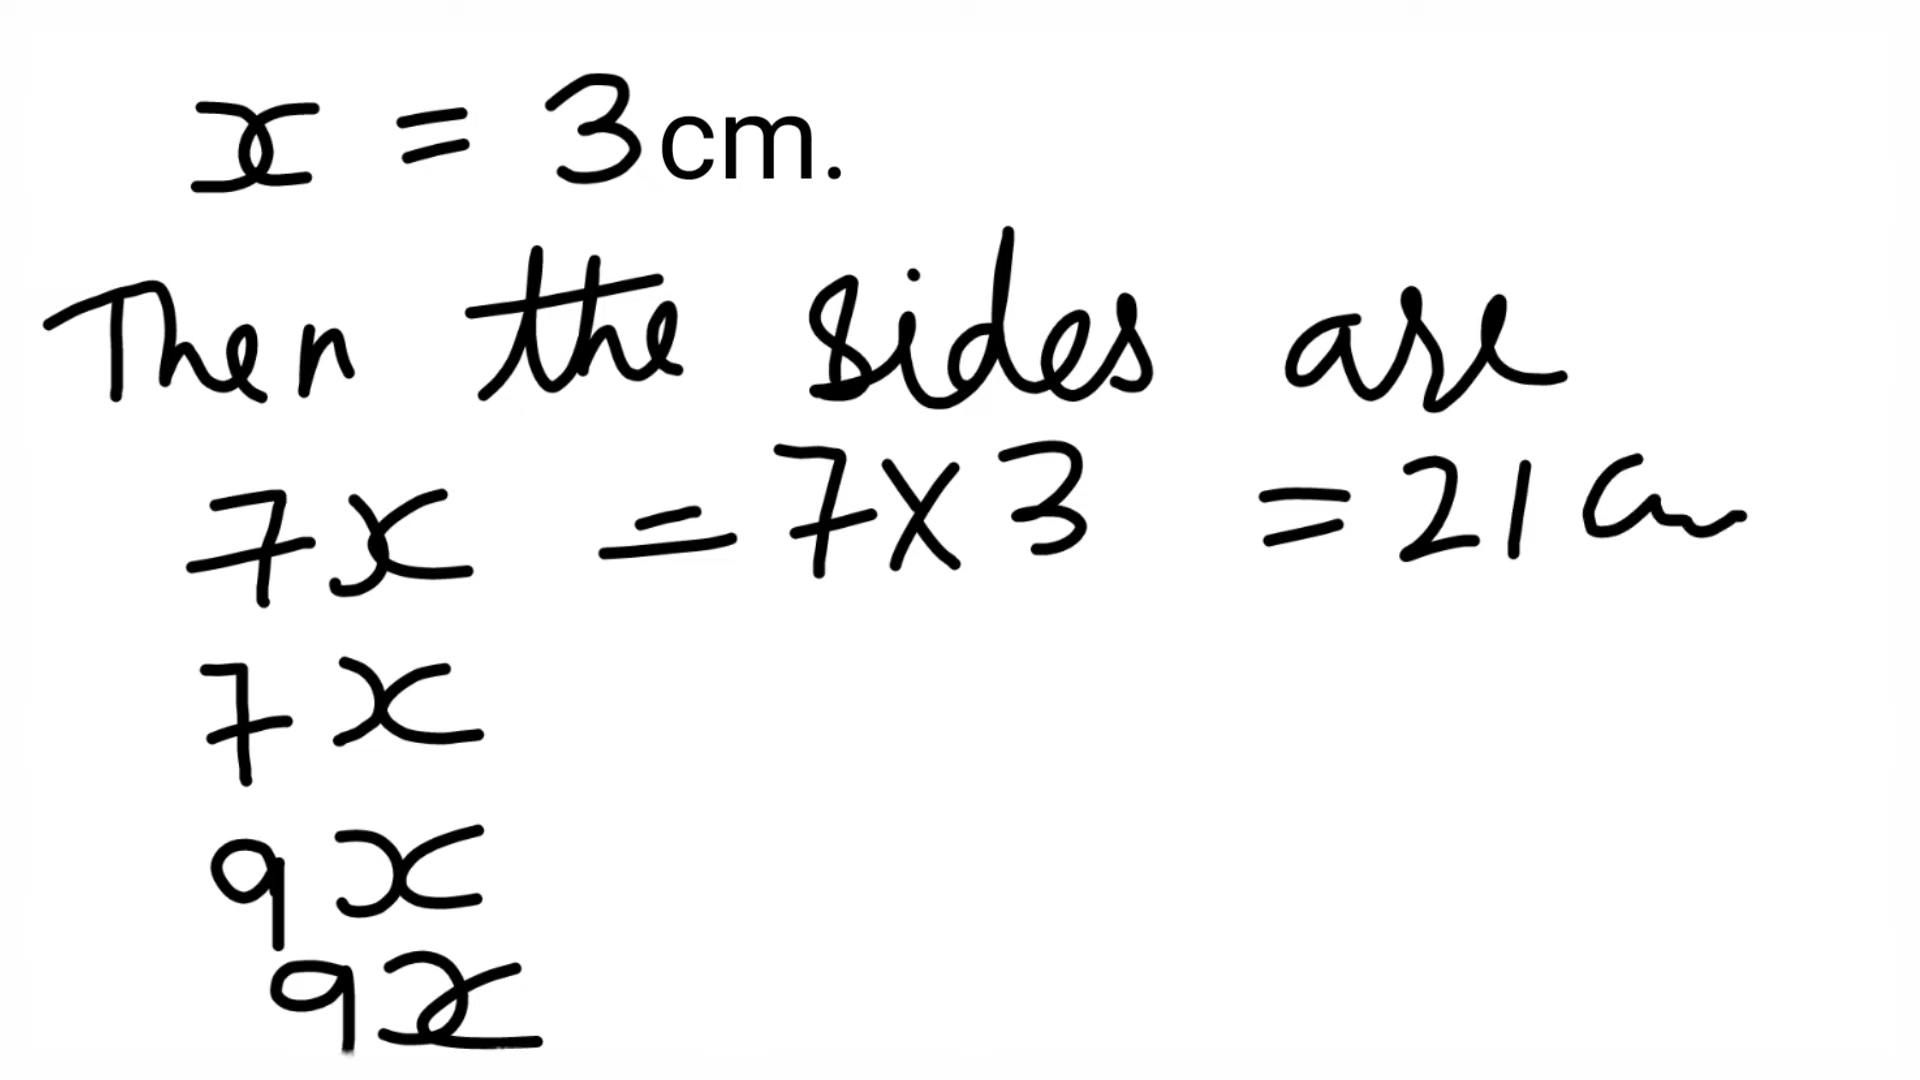 x = 3cm.
Then the sides are
7x = 7x3 = 21cm
7x
9x
9x